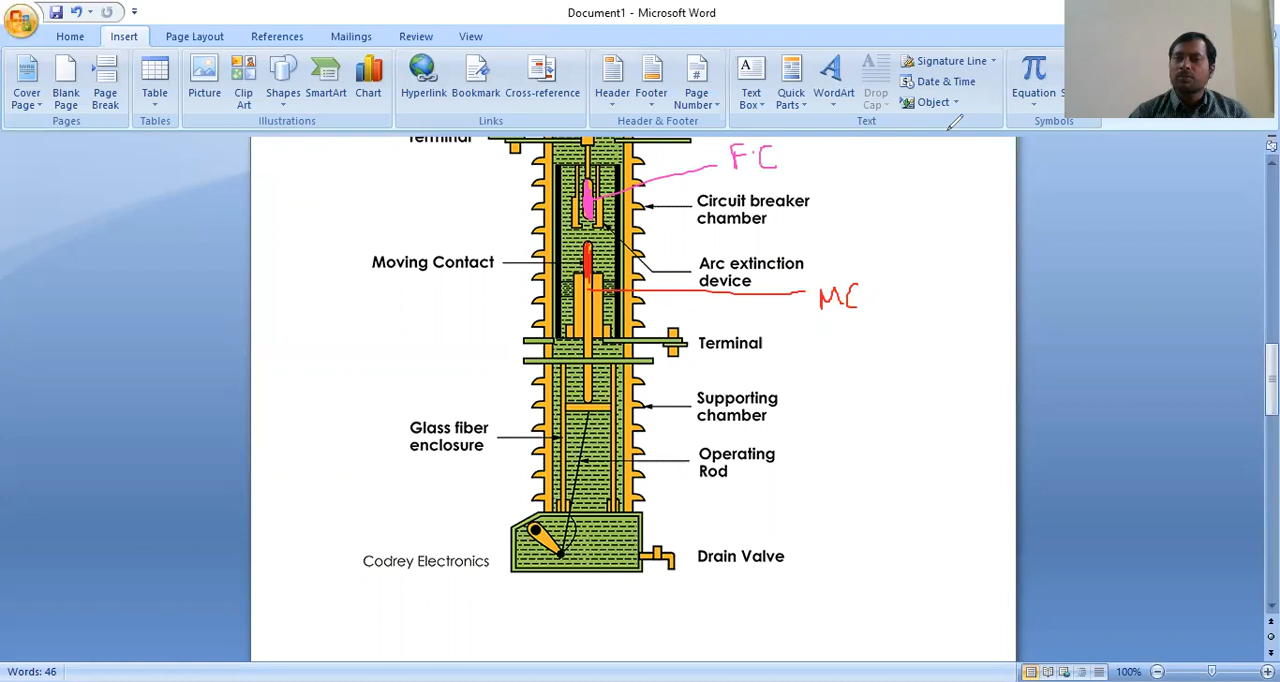 Document1 - Microsoft Word
Home Insert Page Layout References Mailings Review View
Cover Page Blank Page Page Break
Table
Picture Clip Art Shapes SmartArt Chart
Hyperlink Bookmark Cross-reference
Header Footer Page Number
Text Box Quick Parts WordArt Drop Cap
Signature Line
Date & Time
Object
Equation
Pages Tables Illustrations Links Header & Footer Text Symbols
Terminal
F.C
Circuit breaker
chamber
Moving Contact
Arc extinction
device
MC
Terminal
Supporting
chamber
Glass fiber
enclosure
Operating
Rod
Codrey Electronics
Drain Valve
Words: 46
100%